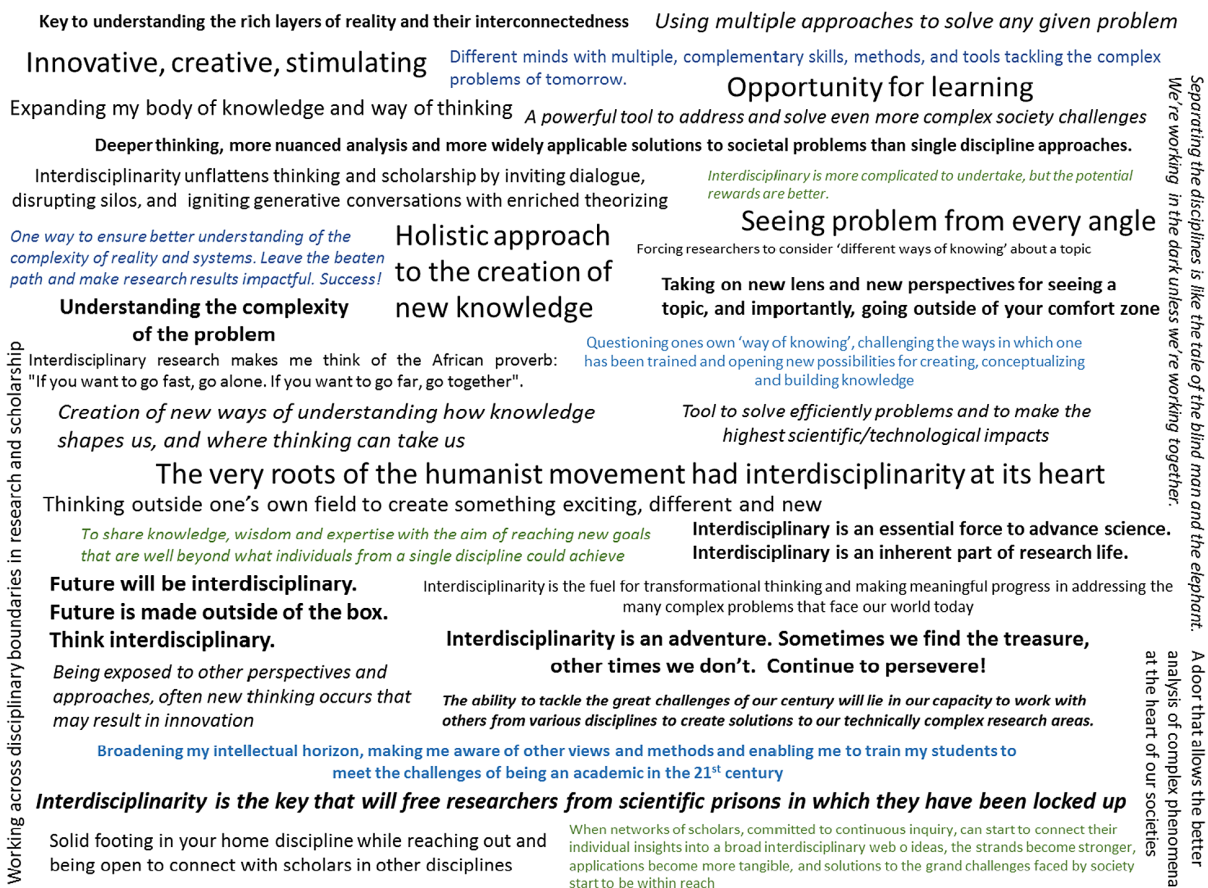 Key to understanding the rich layers of reality and their interconnectedness
Using multiple approaches to solve any given problem
Innovative, creative, stimulating
Different minds with multiple, complementary skills, methods, and tools tackling the complex
problems of tomorrow.
Opportunity for learning
Expanding my body of knowledge and way of thinking
A powerful tool to address and solve even more complex society challenges
Deeper thinking, more nuanced analysis and more widely applicable solutions to societal problems than single discipline approaches.
Interdisciplinarity unflattens thinking and scholarship by inviting dialogue,
disrupting silos, and igniting generative conversations with enriched theorizing
Interdisciplinary is more complicated to undertake, but the potential
rewards are better.
Seeing problem from every angle
One way to ensure better understanding of the
complexity of reality and systems. Leave the beaten
path and make research results impactful. Success!
Holistic approach
to the creation of
new knowledge
Forcing researchers to consider ‘different ways of knowing’ about a topic
Taking on new lens and new perspectives for seeing a
topic, and importantly, going outside of your comfort zone
Understanding the complexity
of the problem
Questioning ones own ‘way of knowing’, challenging the ways in which one
has been trained and opening new possibilities for creating, conceptualizing
and building knowledge
Interdisciplinary research makes me think of the African proverb:
"If you want to go fast, go alone. If you want to go far, go together".
Creation of new ways of understanding how knowledge
shapes us, and where thinking can take us
Tool to solve efficiently problems and to make the
highest scientific/technological impacts
The very roots of the humanist movement had interdisciplinarity at its heart
Thinking outside one’s own field to create something exciting, different and new
To share knowledge, wisdom and expertise with the aim of reaching new goals
that are well beyond what individuals from a single discipline could achieve
Interdisciplinary is an essential force to advance science.
Interdisciplinary is an inherent part of research life.
Future will be interdisciplinary.
Future is made outside of the box.
Think interdisciplinary.
Interdisciplinarity is the fuel for transformational thinking and making meaningful progress in addressing the
many complex problems that face our world today
Interdisciplinarity is an adventure. Sometimes we find the treasure,
other times we don’t. Continue to persevere!
Being exposed to other perspectives and
approaches, often new thinking occurs that
may result in innovation
The ability to tackle the great challenges of our century will lie in our capacity to work with
others from various disciplines to create solutions to our technically complex research areas.
Broadening my intellectual horizon, making me aware of other views and methods and enabling me to train my students to
meet the challenges of being an academic in the 21st century
Interdisciplinarity is the key that will free researchers from scientific prisons in which they have been locked up
Solid footing in your home discipline while reaching out and
being open to connect with scholars in other disciplines
When networks of scholars, committed to continuous inquiry, can start to connect their
individual insights into a broad interdisciplinary web o ideas, the strands become stronger,
applications become more tangible, and solutions to the grand challenges faced by society
start to be within reach
Working across disciplinary boundaries in research and scholarship
Separating the disciplines is like the tale of the blind man and the elephant.
We’re working in the dark unless we’re working together.
A door that allows the better
analysis of complex phenomena
at the heart of our societies